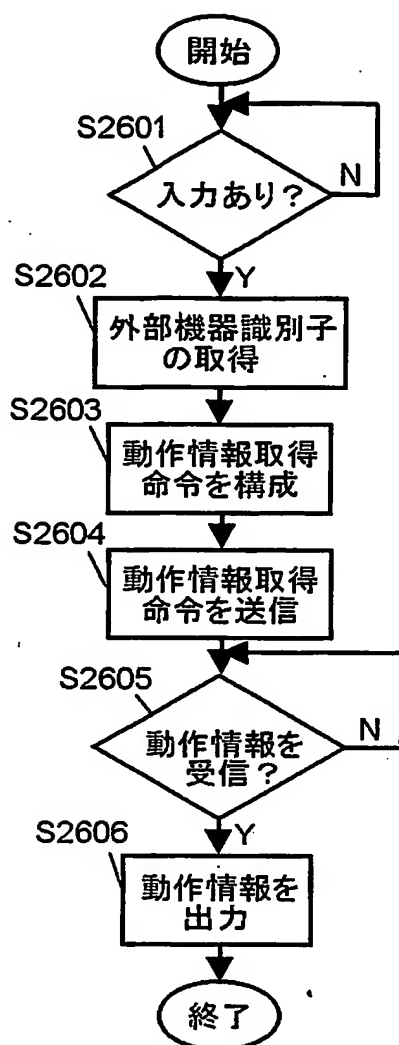 開始
S2601
入力あり?
N
Y
S2602
外部機器識別子
の取得
S2603
動作情報取得
命令を構成
S2604
動作情報取得
命令を送信
S2605
動作情報を
受信?
N
Y
S2606
動作情報を
出力
終了